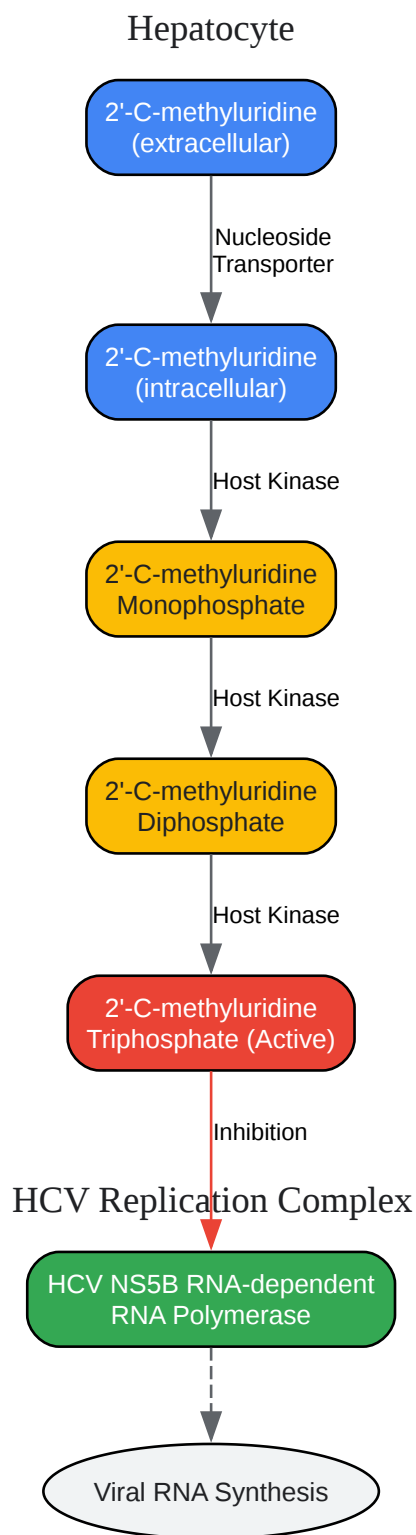 Hepatocyte
2'-C-methyluridine
(extracellular)
Nucleoside
Transporter
2'-C-methyluridine
(intracellular)
Host Kinase
2'-C-methyluridine
Monophosphate
Host Kinase
2'-C-methyluridine
Diphosphate
Host Kinase
2'-C-methyluridine
Triphosphate (Active)
Inhibition
HCV Replication Complex
HCV NS5B RNA-dependent
RNA Polymerase
Viral RNA Synthesis